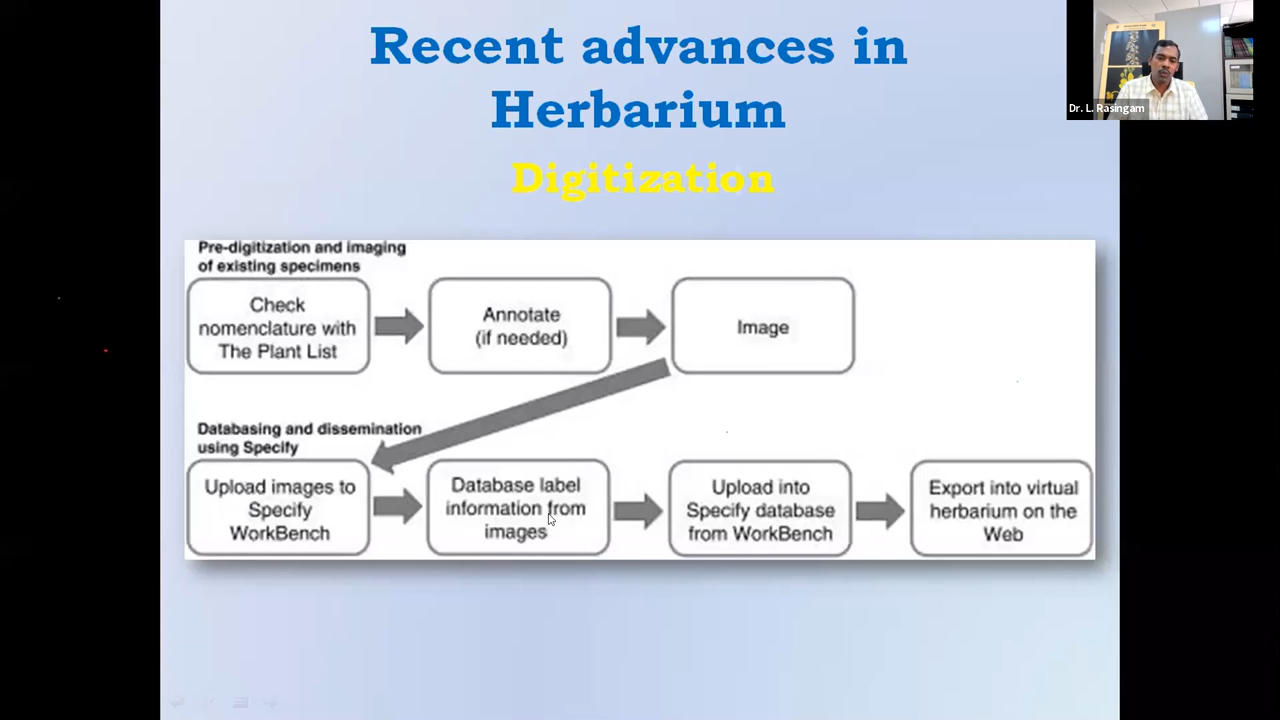 Recent advances in
Herbarium
Digitization
Dr. L. Rasingam
Pre-digitization and imaging
of existing specimens
Check
nomenclature with
The Plant List
Annotate
(if needed)
Image
Databasing and dissemination
using Specify
Upload images to
Specify
WorkBench
Database label
information from
images
Upload into
Specify database
from WorkBench
Export into virtual
herbarium on the
Web